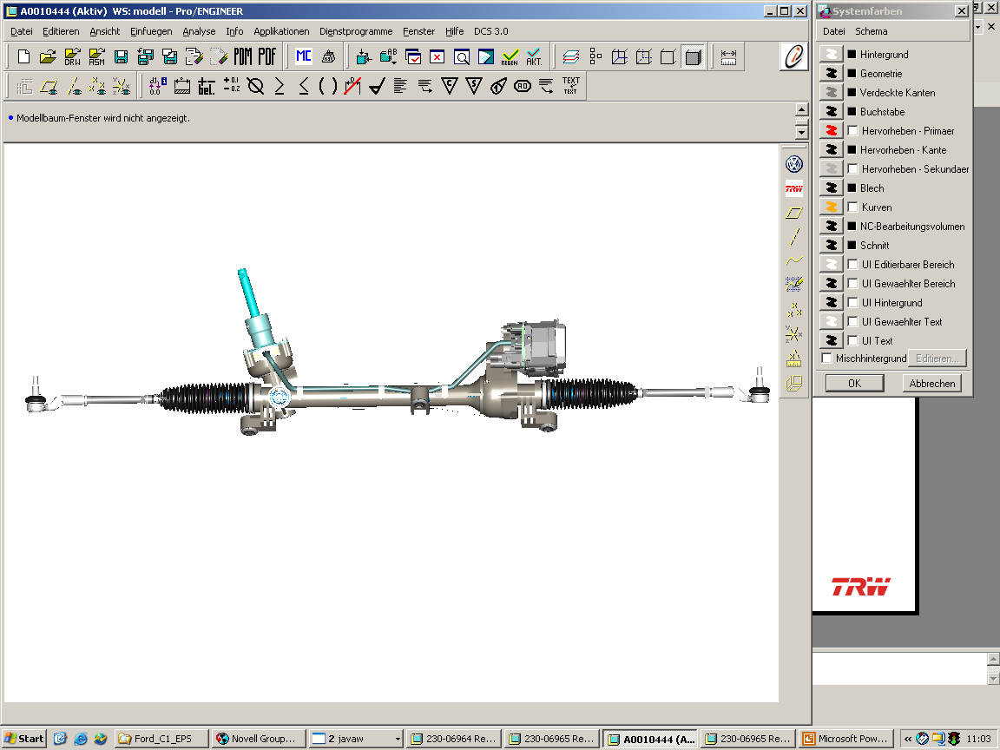 A0010444 (Aktiv) WS: modell - Pro/ENGINEER
Datei Editieren Ansicht Einfuegen Analyse Info Applikationen Dienstprogramme Fenster Hilfe DCS 3.0
DRW ASM PDM PDF MC REGEN AKT.
TEXT
TEXT
Modellbaum-Fenster wird nicht angezeigt.
TRW
Systemfarben
Datei Schema
Hintergrund
Geometrie
Verdeckte Kanten
Buchstabe
Hervorheben - Primaer
Hervorheben - Kante
Hervorheben - Sekundaer
Blech
Kurven
NC-Bearbeitungsvolumen
Schnitt
UI Editierbarer Bereich
UI Gewaehlter Bereich
UI Hintergrund
UI Gewaehlter Text
UI Text
Mischhintergrund Editieren...
OK Abbrechen
TRW
Start Ford_C1_EPS Novell Group... 2 javaw 230-06964 Re... 230-06965 Re... A0010444 (A... 230-06965 Re... Microsoft Pow... 11:03